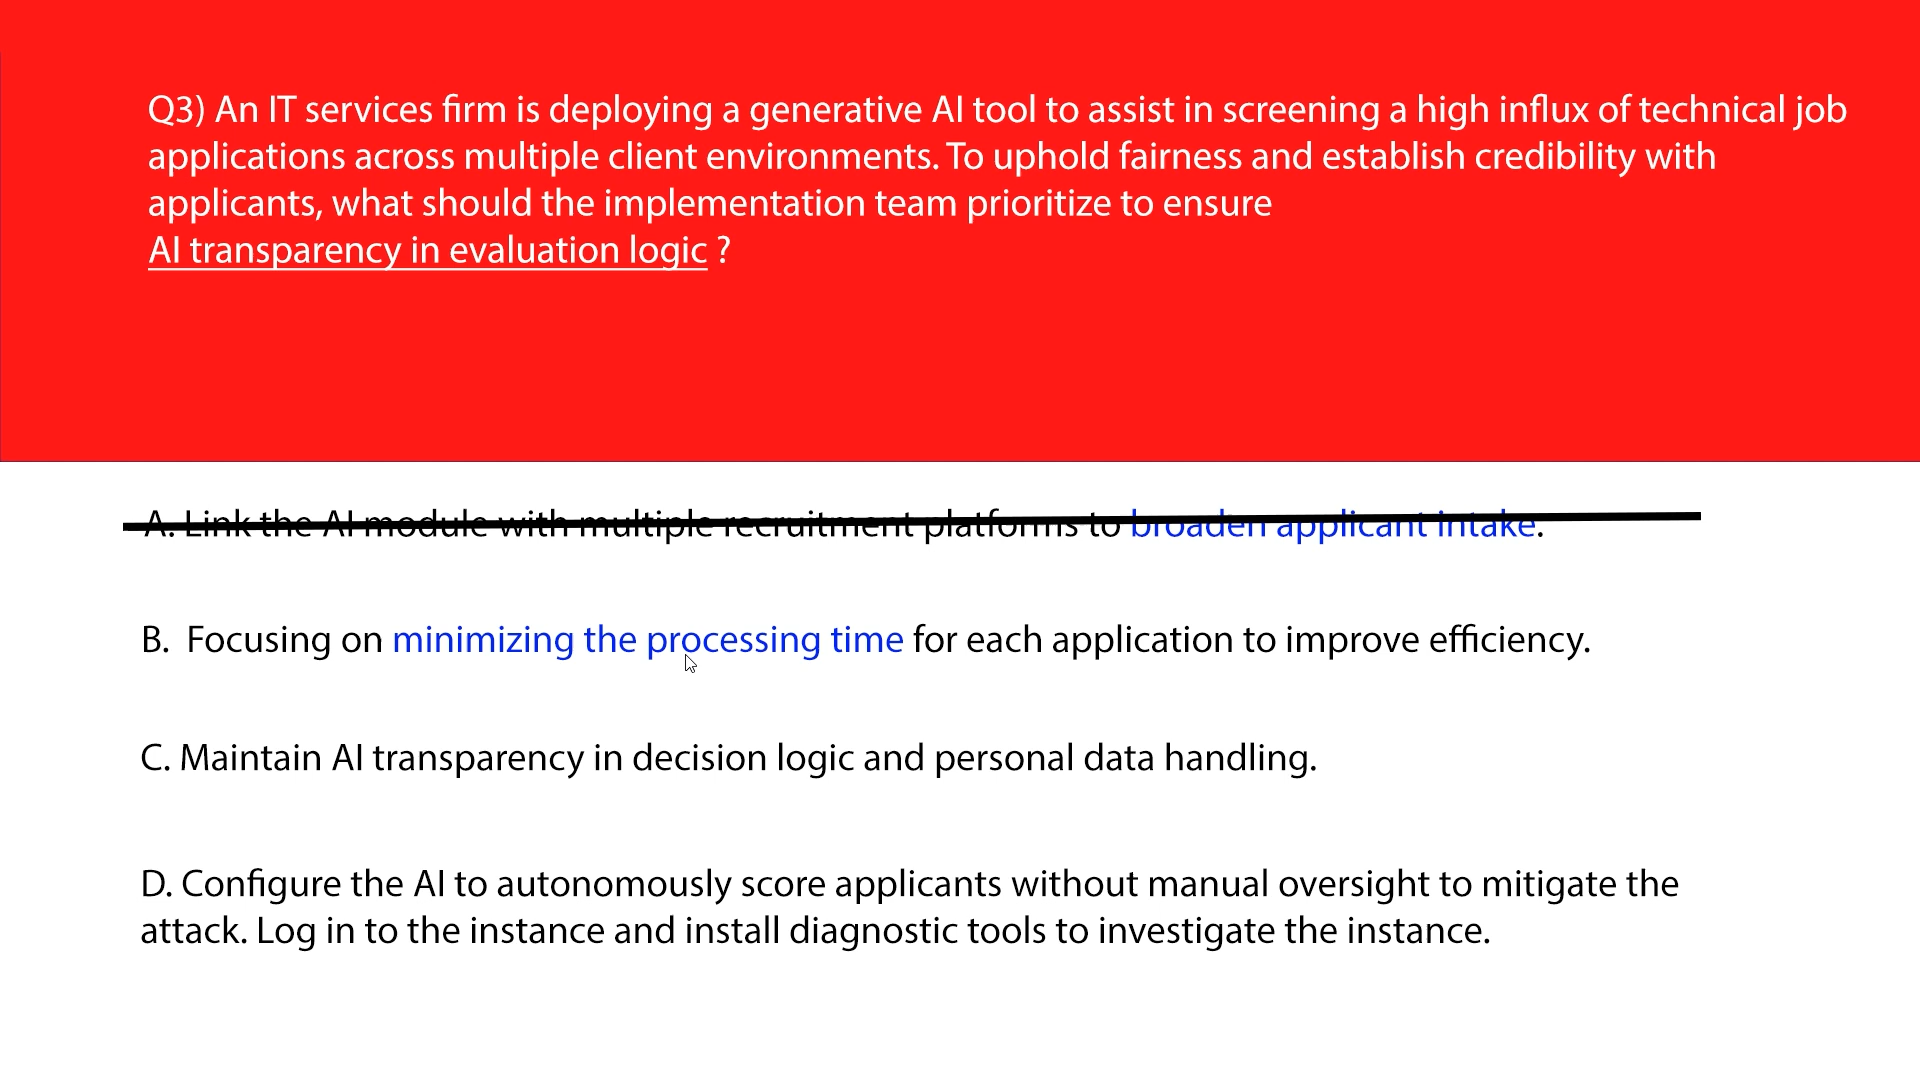 Q3) An IT services firm is deploying a generative AI tool to assist in screening a high influx of technical job
applications across multiple client environments. To uphold fairness and establish credibility with
applicants, what should the implementation team prioritize to ensure
AI transparency in evaluation logic ?
A. Link the AI module with multiple recruitment platforms to broaden applicant intake.
B. Focusing on minimizing the processing time for each application to improve efficiency.
C. Maintain AI transparency in decision logic and personal data handling.
D. Configure the AI to autonomously score applicants without manual oversight to mitigate the
attack. Log in to the instance and install diagnostic tools to investigate the instance.